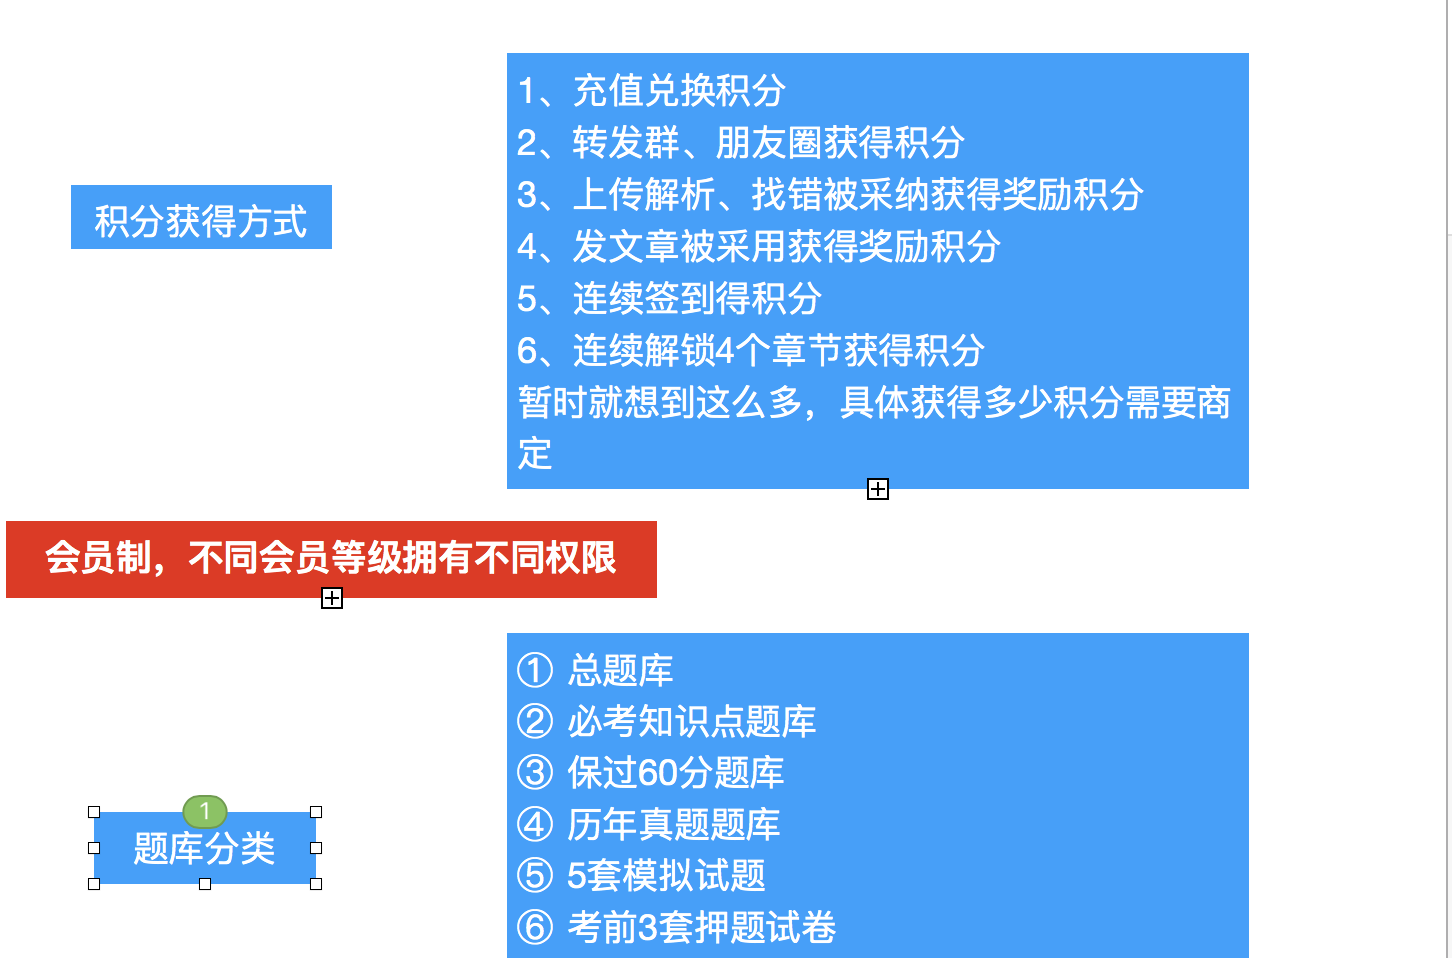 积分获得方式
1、充值兑换积分
2、转发群、朋友圈获得积分
3、上传解析、找错被采纳获得奖励积分
4、发文章被采用获得奖励积分
5、连续签到得积分
6、连续解锁4个章节获得积分
暂时就想到这么多，具体获得多少积分需要商
定
会员制，不同会员等级拥有不同权限
1
题库分类
① 总题库
② 必考知识点题库
③ 保过60分题库
④ 历年真题题库
⑤ 5套模拟试题
⑥ 考前3套押题试卷